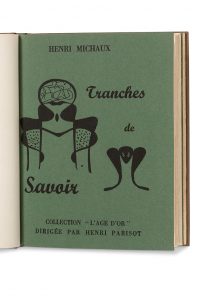 HENRI MICHAUX
Tranches
de
Savoir
COLLECTION "L'AGE D'OR"
DIRIGÉE PAR HENRI PARISOT